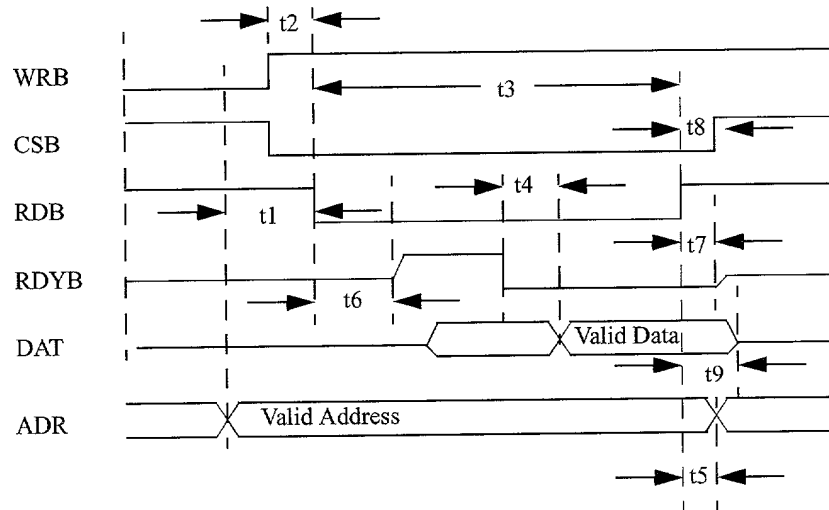 t2
WRB
t3
t8
CSB
t4
t1
RDB
t7
RDYB
t6
DAT
Valid Data
t9
ADR
Valid Address
t5